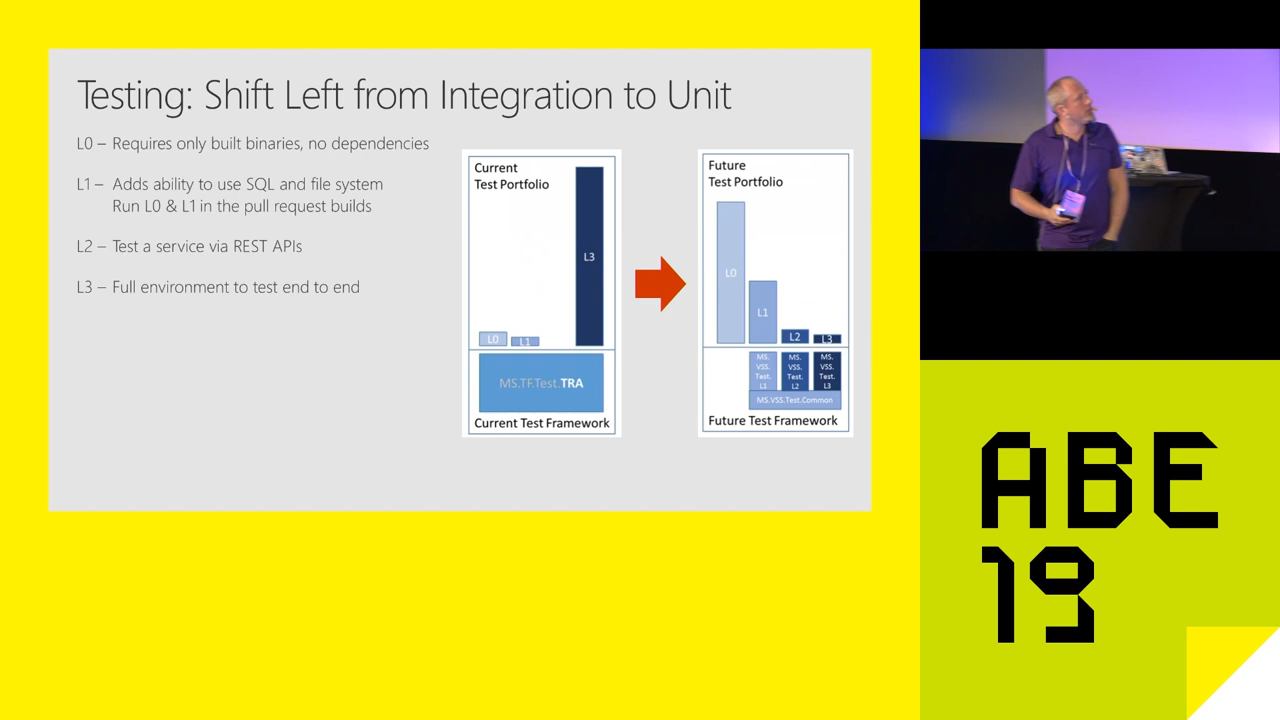 Testing: Shift Left from Integration to Unit
L0 – Requires only built binaries, no dependencies
L1 – Adds ability to use SQL and file system
Run L0 & L1 in the pull request builds
L2 – Test a service via REST APIs
L3 – Full environment to test end to end
Current
Test Portfolio
L0
L1
L3
MS.TF.Test.TRA
Current Test Framework
Future
Test Portfolio
L0
L1
L2
L3
MS.
VSS.
Test.
L1
MS.
VSS.
Test.
L2
MS.
VSS.
Test.
L3
MS.VSS.Test.Common
Future Test Framework
ABE
19